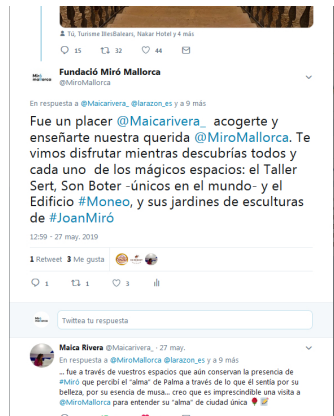 Tú, Turisme IllesBalears, Nakar Hotel y 4 más
15 32 44
Fundació Miró Mallorca
@MiroMallorca
En respuesta a @Maicarivera_ @larazon_es y a 9 más
Fue un placer @Maicarivera_ acogerte y
enseñarte nuestra querida @MiroMallorca. Te
vimos disfrutar mientras descubrías todos y
cada uno de los mágicos espacios: el Taller
Sert, Son Boter -únicos en el mundo- y el
Edificio #Moneo, y sus jardines de esculturas
de #JoanMiró
12:59 - 27 may. 2019
1 Retweet 3 Me gusta
1 1 3
Twittea tu respuesta
Maica Rivera @Maicarivera_ · 27 may.
En respuesta a @MiroMallorca @larazon_es y a 9 más
... fue a través de vuestros espacios que aún conservan la presencia de
#Miró que percibí el "alma" de Palma a través de lo que él sentía por su
belleza, por su esencia de musa... creo que es imprescindible una visita a
@MiroMallorca para entender su "alma" de ciudad única